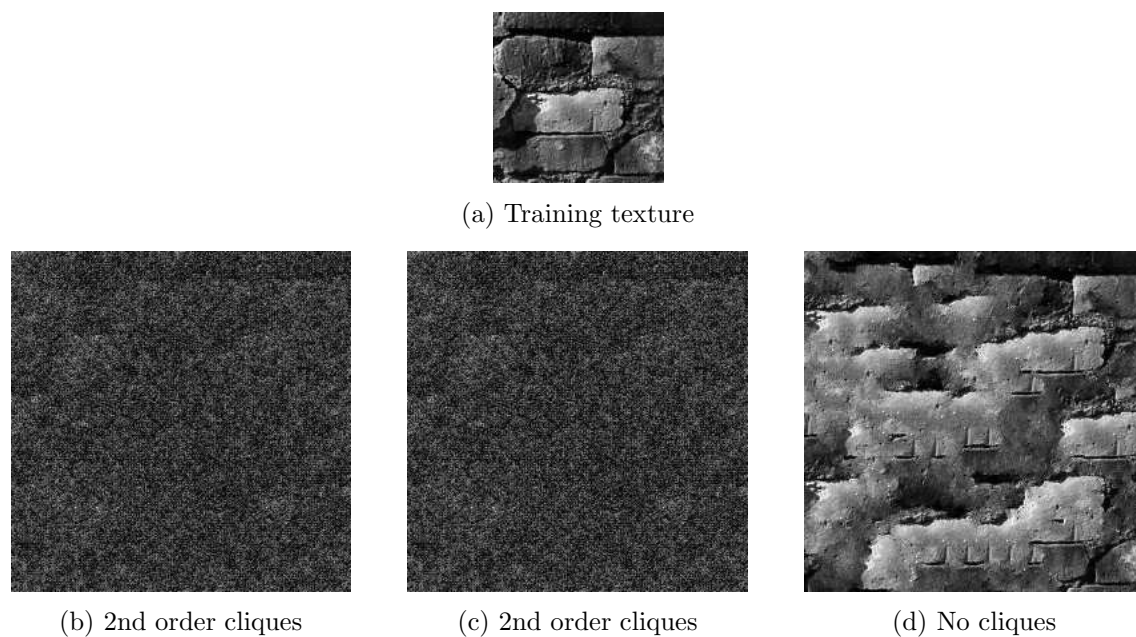 (a) Training texture
(b) 2nd order cliques
(c) 2nd order cliques
(d) No cliques